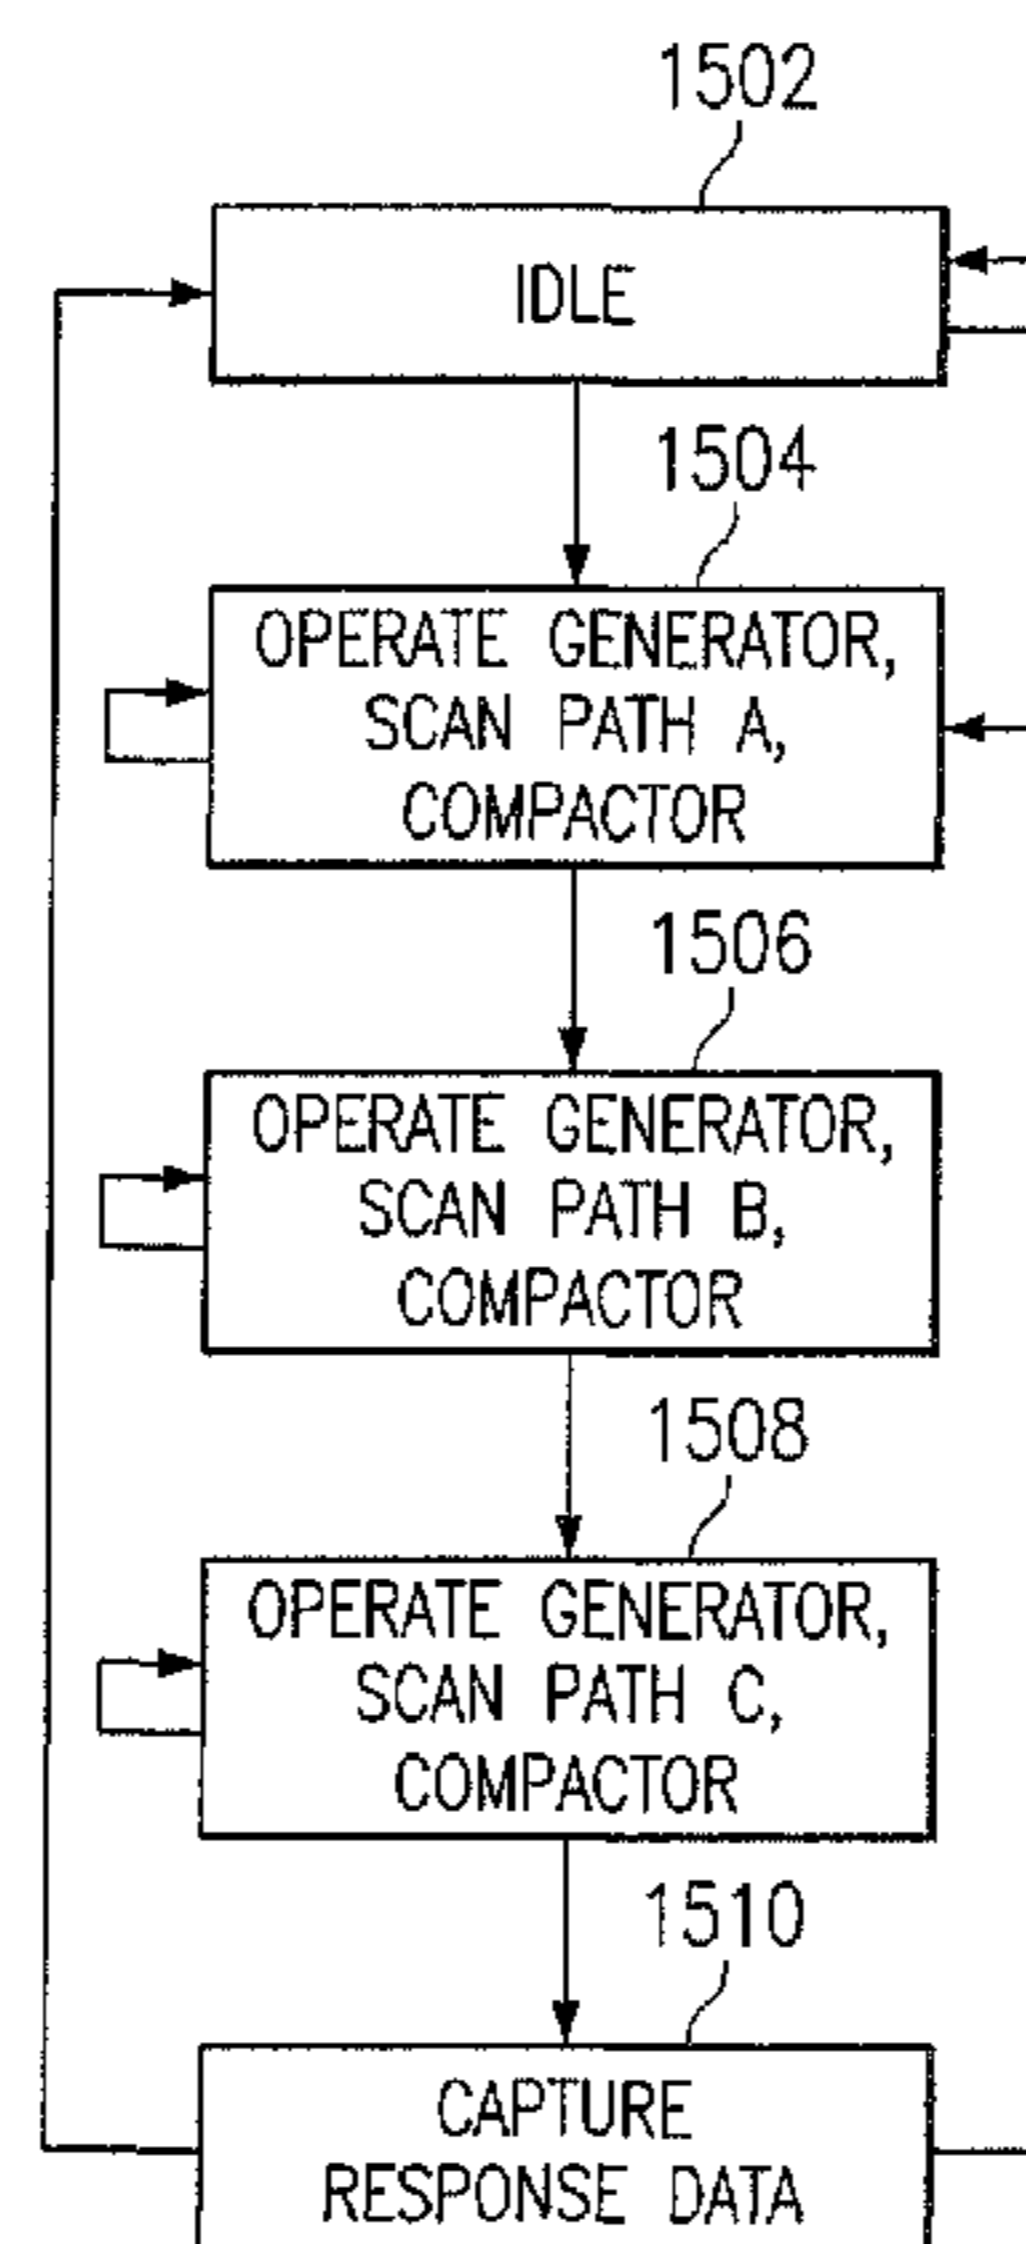 1502
IDLE
1504
OPERATE GENERATOR,
SCAN PATH A,
COMPACTOR
1506
OPERATE GENERATOR,
SCAN PATH B,
COMPACTOR
1508
OPERATE GENERATOR,
SCAN PATH C,
COMPACTOR
1510
CAPTURE
RESPONSE DATA